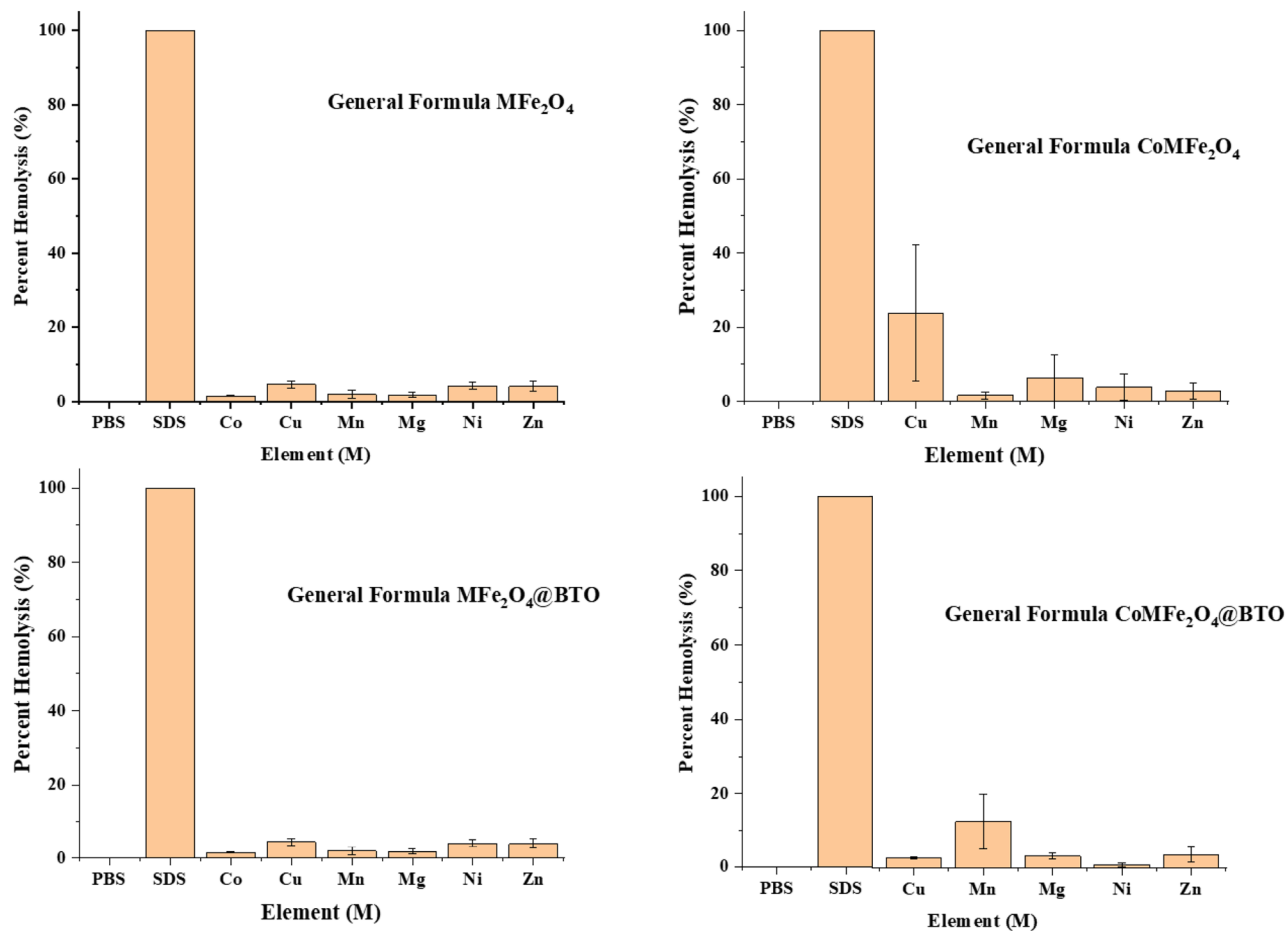 Percent Hemolysis (%)
100
80
60
40
20
0
General Formula MFe₂O₄
PBS SDS Co Cu Mn Mg Ni Zn
Element (M)
Percent Hemolysis (%)
100
80
60
40
20
0
General Formula CoMFe₂O₄
PBS SDS Cu Mn Mg Ni Zn
Element (M)
Percent Hemolysis (%)
100
80
60
40
20
0
General Formula MFe₂O₄@BTO
PBS SDS Co Cu Mn Mg Ni Zn
Element (M)
Percent Hemolysis (%)
100
80
60
40
20
0
General Formula CoMFe₂O₄@BTO
PBS SDS Cu Mn Mg Ni Zn
Element (M)